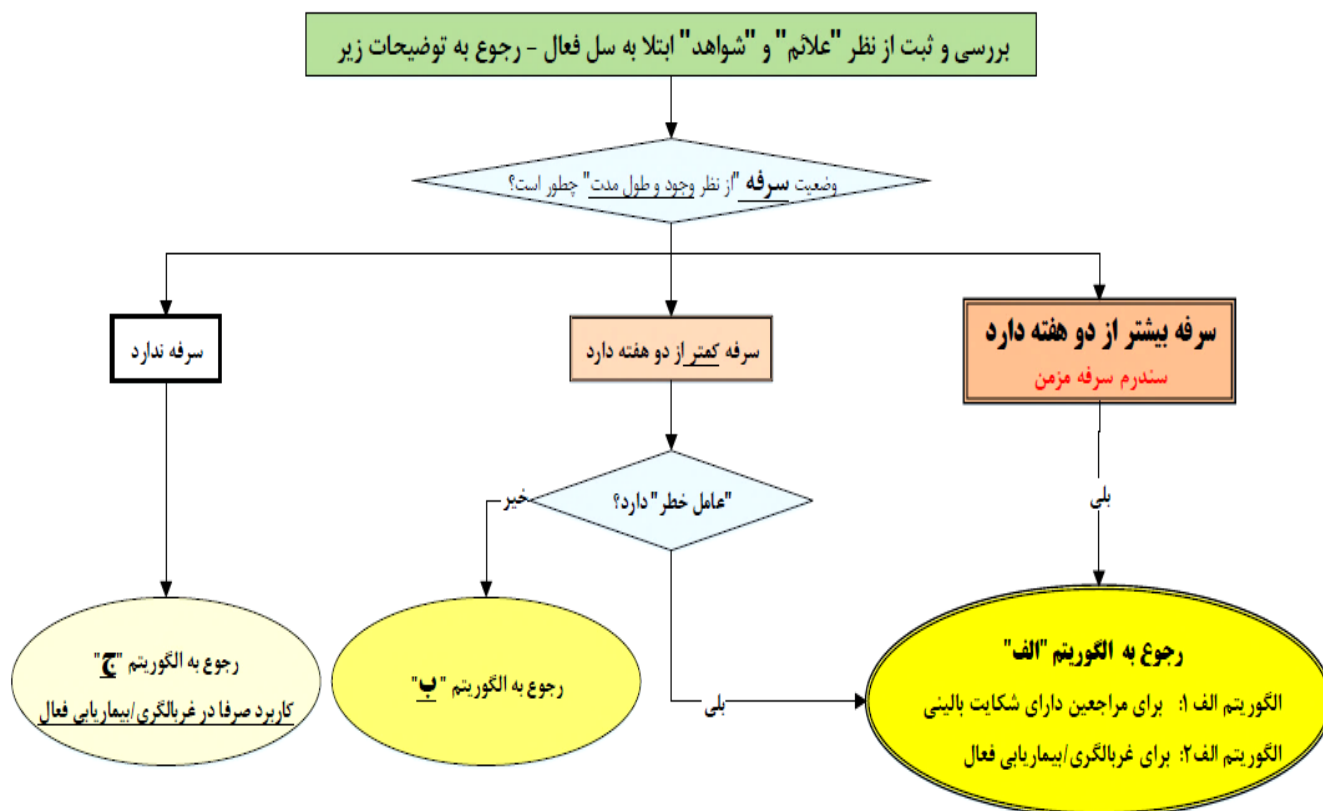 بررسی و ثبت از نظر "علائم" و "شواهد" ابتلا به سل فعال - رجوع به توضیحات زیر
وضعیت سرفه "از نظر وجود و طول مدت" چطور است؟
سرفه بیشتر از دو هفته دارد
سندرم سرفه مزمن
سرفه کمتر از دو هفته دارد
سرفه ندارد
بلی
"عامل خطر" دارد؟
خیر
بلی
رجوع به الگوریتم "الف"
الگوریتم الف ۱: برای مراجعین دارای شکایت بالینی
الگوریتم الف۲: برای غربالگری/بیماریابی فعال
رجوع به الگوریتم "ب"
رجوع به الگوریتم "ج"
کاربرد صرفا در غربالگری/بیماریابی فعال